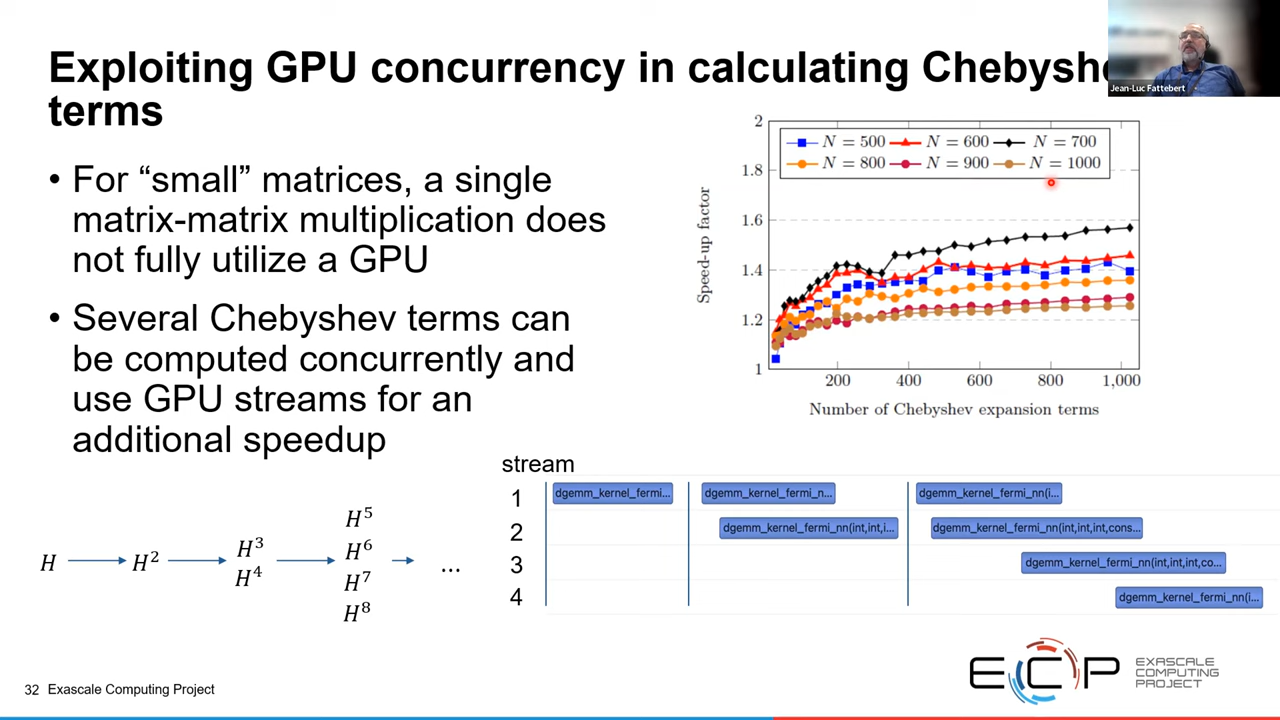 Exploiting GPU concurrency in calculating Chebysh
terms
Jean-Luc Fattebert
• For “small” matrices, a single
matrix-matrix multiplication does
not fully utilize a GPU
• Several Chebyshev terms can
be computed concurrently and
use GPU streams for an
additional speedup
N = 500 N = 600 N = 700
N = 800 N = 900 N = 1000
Speed-up factor
2
1.8
1.6
1.4
1.2
1
200 400 600 800 1,000
Number of Chebyshev expansion terms
stream
1 dgemm_kernel_fermi... dgemm_kernel_fermi_n... dgemm_kernel_fermi_nn(i...
2 dgemm_kernel_fermi_nn(int,int,i... dgemm_kernel_fermi_nn(int,int,int,cons...
3 dgemm_kernel_fermi_nn(int,int,int,co...
4 dgemm_kernel_fermi_nn(i...
H → H² → H³ → H⁵ → ...
H⁴ H⁶
H⁷
H⁸
32 Exascale Computing Project
ECP
EXASCALE
COMPUTING
PROJECT